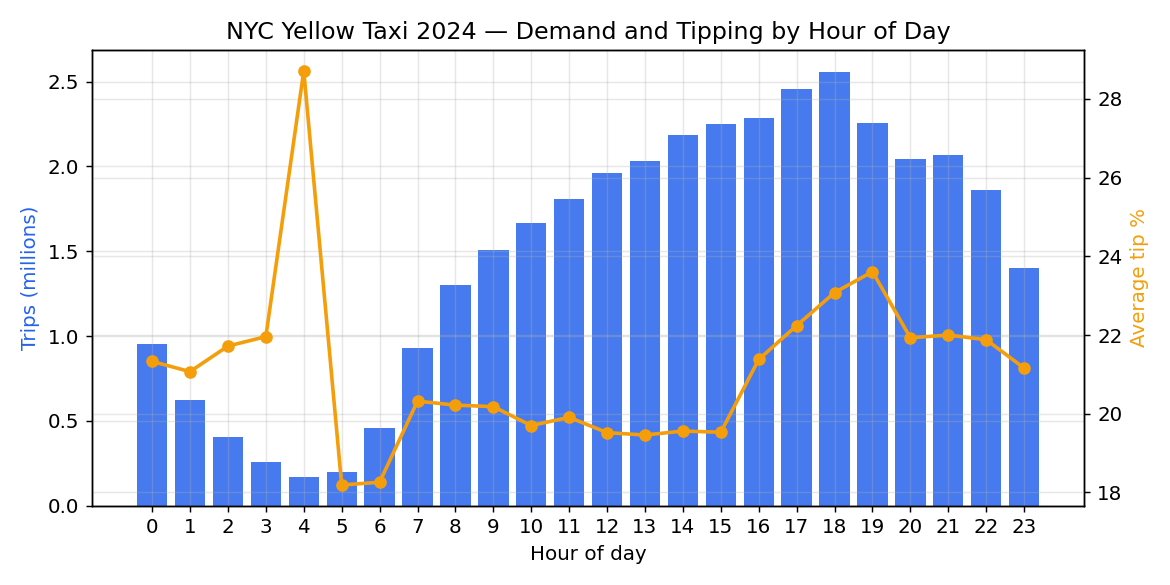 NYC Yellow Taxi 2024 — Demand and Tipping by Hour of Day
Trips (millions)
2.5
2.0
1.5
1.0
0.5
0.0
28
26
24
22
20
18
Average tip %
0 1 2 3 4 5 6 7 8 9 10 11 12 13 14 15 16 17 18 19 20 21 22 23
Hour of day